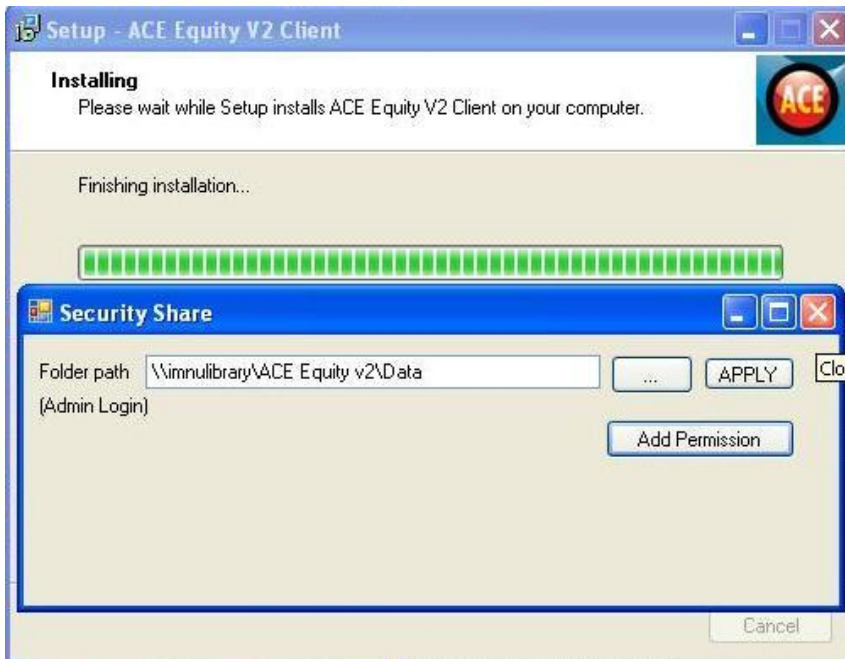 Setup - ACE Equity V2 Client
Installing
Please wait while Setup installs ACE Equity V2 Client on your computer.
ACE
Finishing installation...
Security Share
Folder path \\imnulibrary\ACE Equity v2\Data ... APPLY Clo
(Admin Login)
Add Permission
Cancel